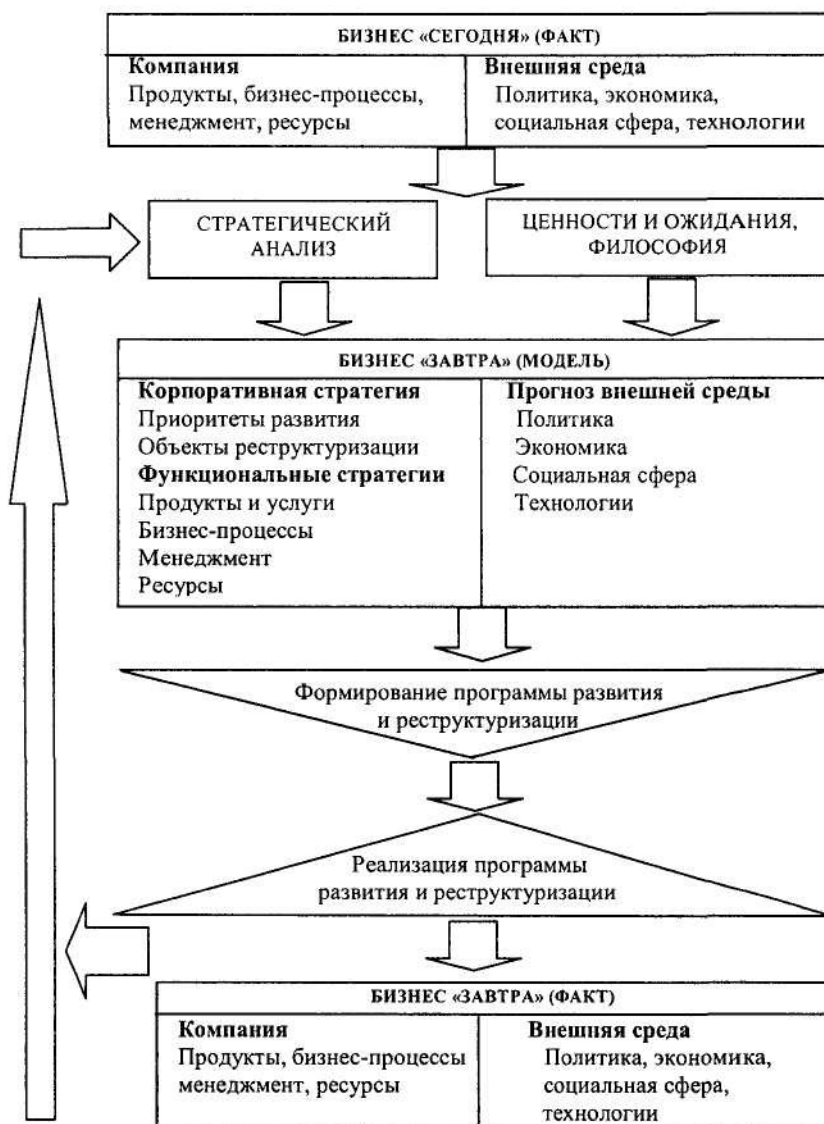 БИЗНЕС «СЕГОДНЯ» (ФАКТ)
Компания
Продукты, бизнес-процессы,
менеджмент, ресурсы
Внешняя среда
Политика, экономика,
социальная сфера, технологии
СТРАТЕГИЧЕСКИЙ
АНАЛИЗ
ЦЕННОСТИ И ОЖИДАНИЯ,
ФИЛОСОФИЯ
БИЗНЕС «ЗАВТРА» (МОДЕЛЬ)
Корпоративная стратегия
Приоритеты развития
Объекты реструктуризации
Функциональные стратегии
Продукты и услуги
Бизнес-процессы
Менеджмент
Ресурсы
Прогноз внешней среды
Политика
Экономика
Социальная сфера
Технологии
Формирование программы развития
и реструктуризации
Реализация программы
развития и реструктуризации
БИЗНЕС «ЗАВТРА» (ФАКТ)
Компания
Продукты, бизнес-процессы
менеджмент, ресурсы
Внешняя среда
Политика, экономика,
социальная сфера,
технологии